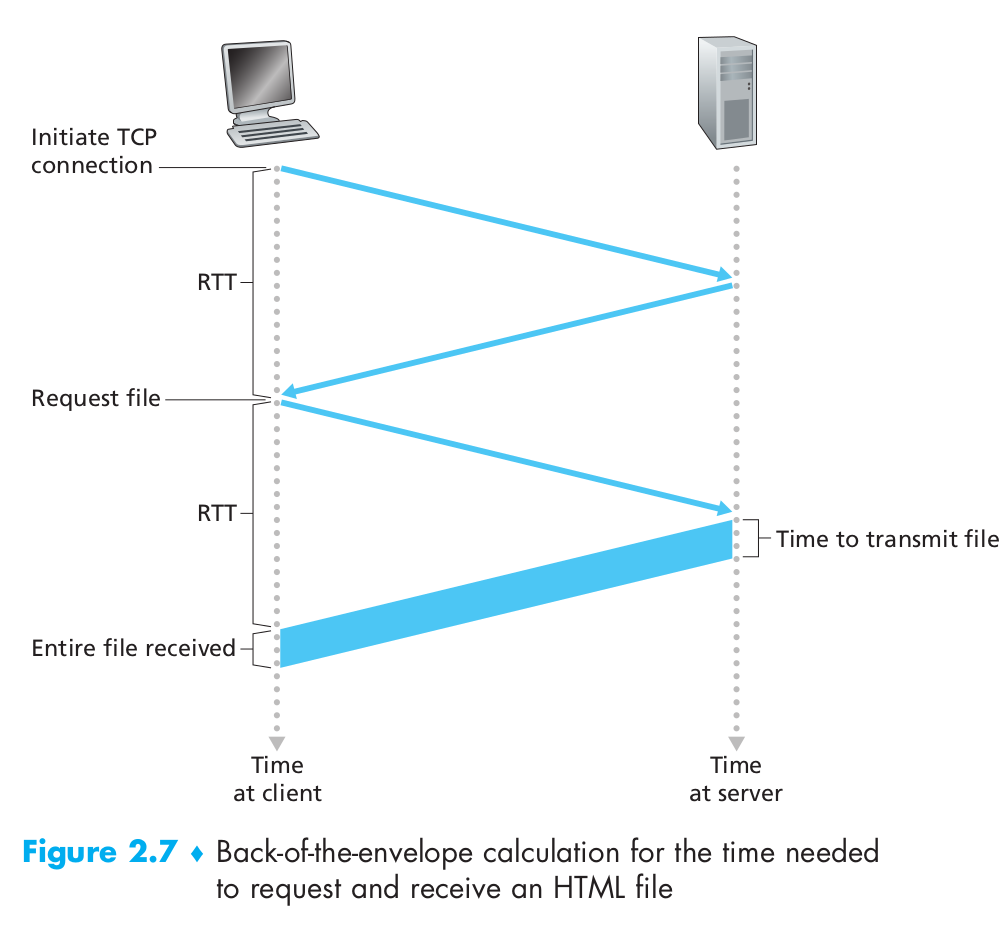 Initiate TCP
connection
RTT
Request file
RTT
Time to transmit file
Entire file received
Time
at client
Time
at server
Figure 2.7 ♦ Back-of-the-envelope calculation for the time needed
to request and receive an HTML file